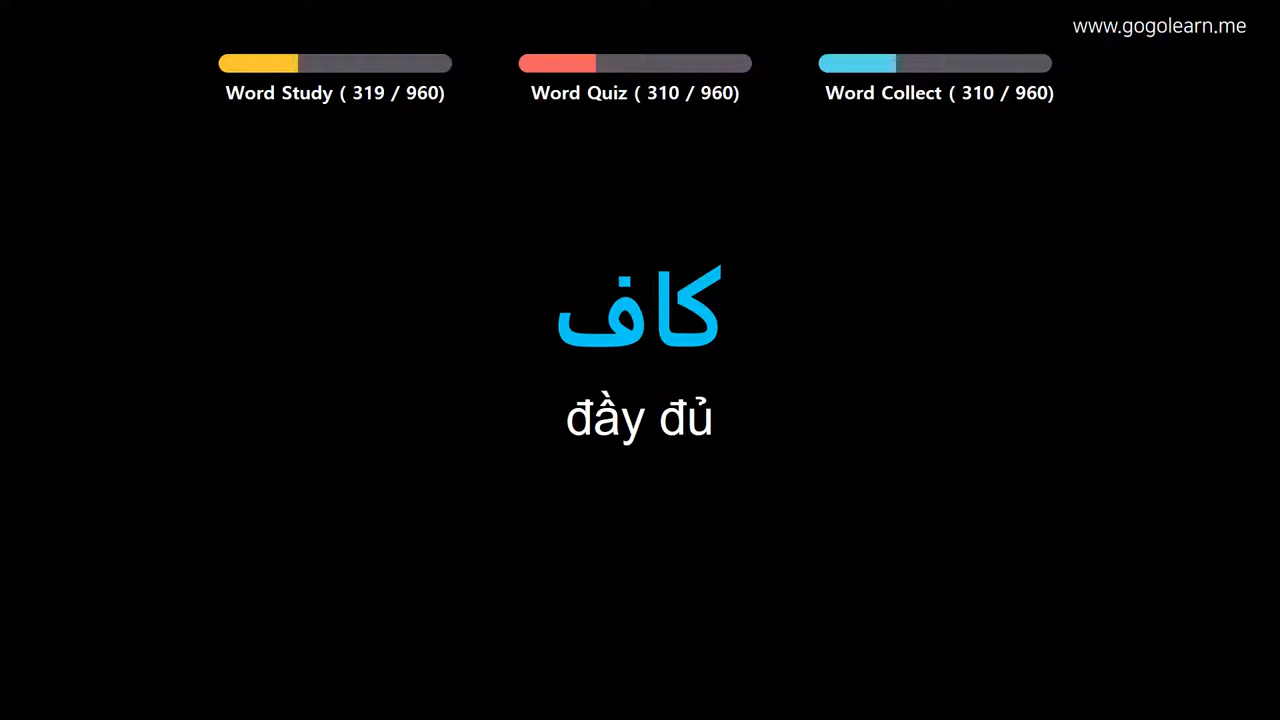 www.gogolearn.me
Word Study ( 319 / 960)
Word Quiz ( 310 / 960)
Word Collect ( 310 / 960)
كاف
đầy đủ